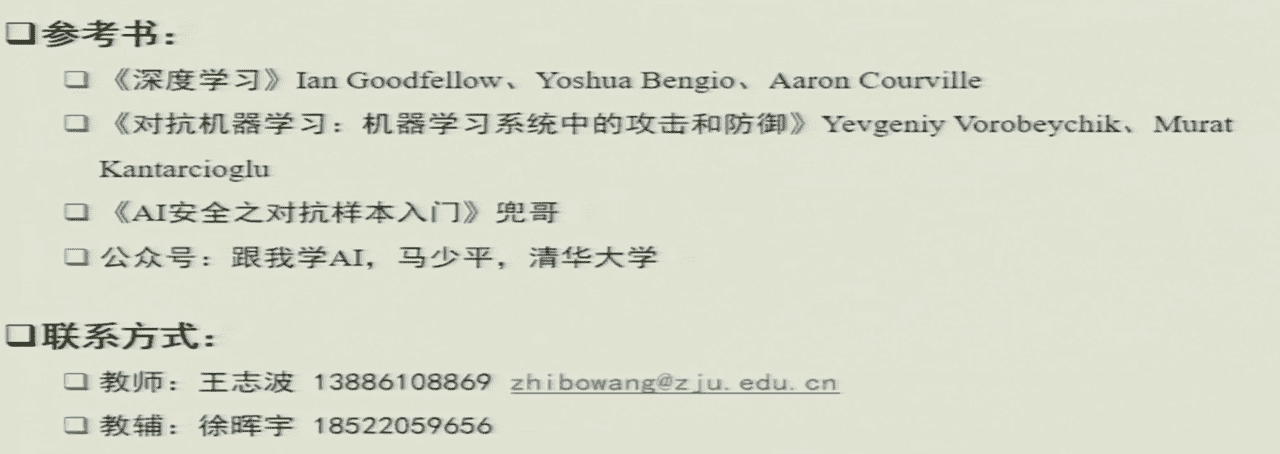 参考书：
《深度学习》Ian Goodfellow、Yoshua Bengio、Aaron Courville
《对抗机器学习：机器学习系统中的攻击和防御》Yevgeniy Vorobeychik、Murat
Kantarcioglu
《AI安全之对抗样本入门》兜哥
公众号：跟我学AI，马少平，清华大学
联系方式：
教师：王志波 13886108869 zhibowang@zju.edu.cn
教辅：徐晖宇 18522059656